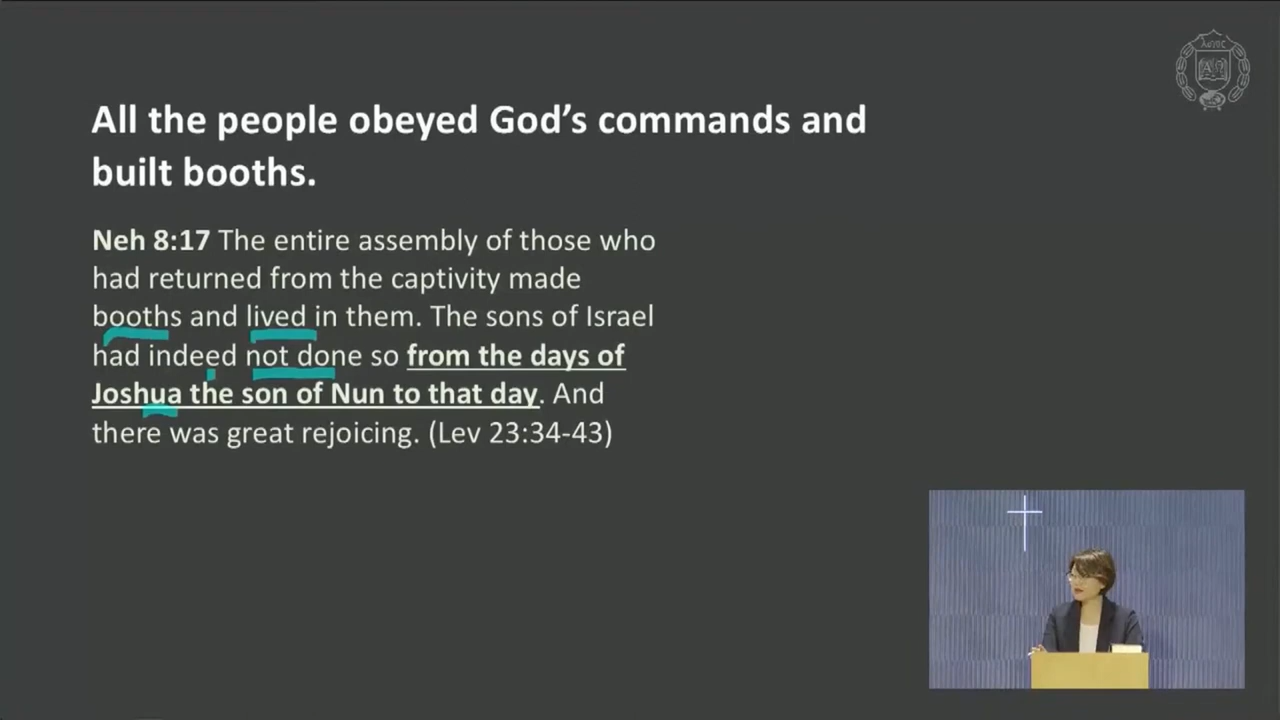 All the people obeyed God’s commands and
built booths.
Neh 8:17 The entire assembly of those who
had returned from the captivity made
booths and lived in them. The sons of Israel
had indeed not done so from the days of
Joshua the son of Nun to that day. And
there was great rejoicing. (Lev 23:34-43)